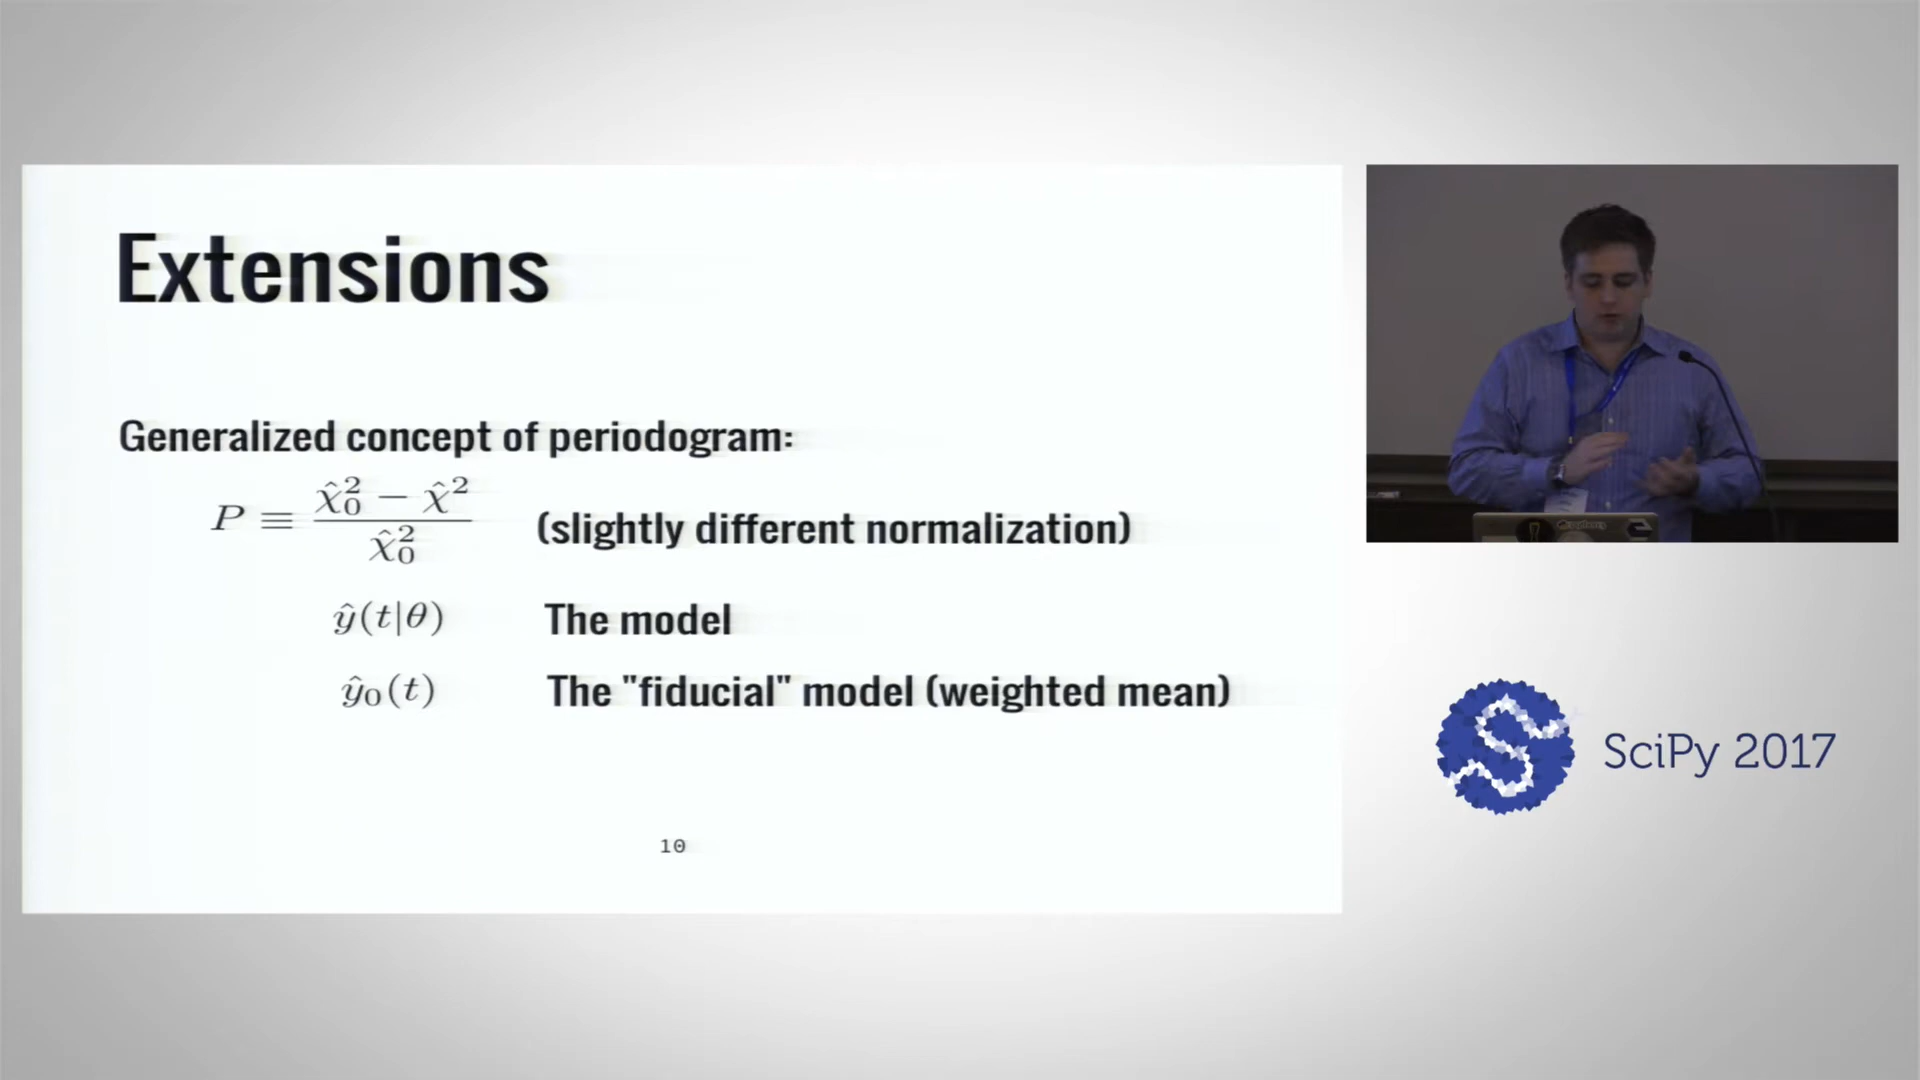 Extensions
Generalized concept of periodogram:
P ≡ (χ̂₀² − χ̂²) / χ̂₀² (slightly different normalization)
ŷ(t|θ) The model
ŷ₀(t) The "fiducial" model (weighted mean)
10
SciPy 2017